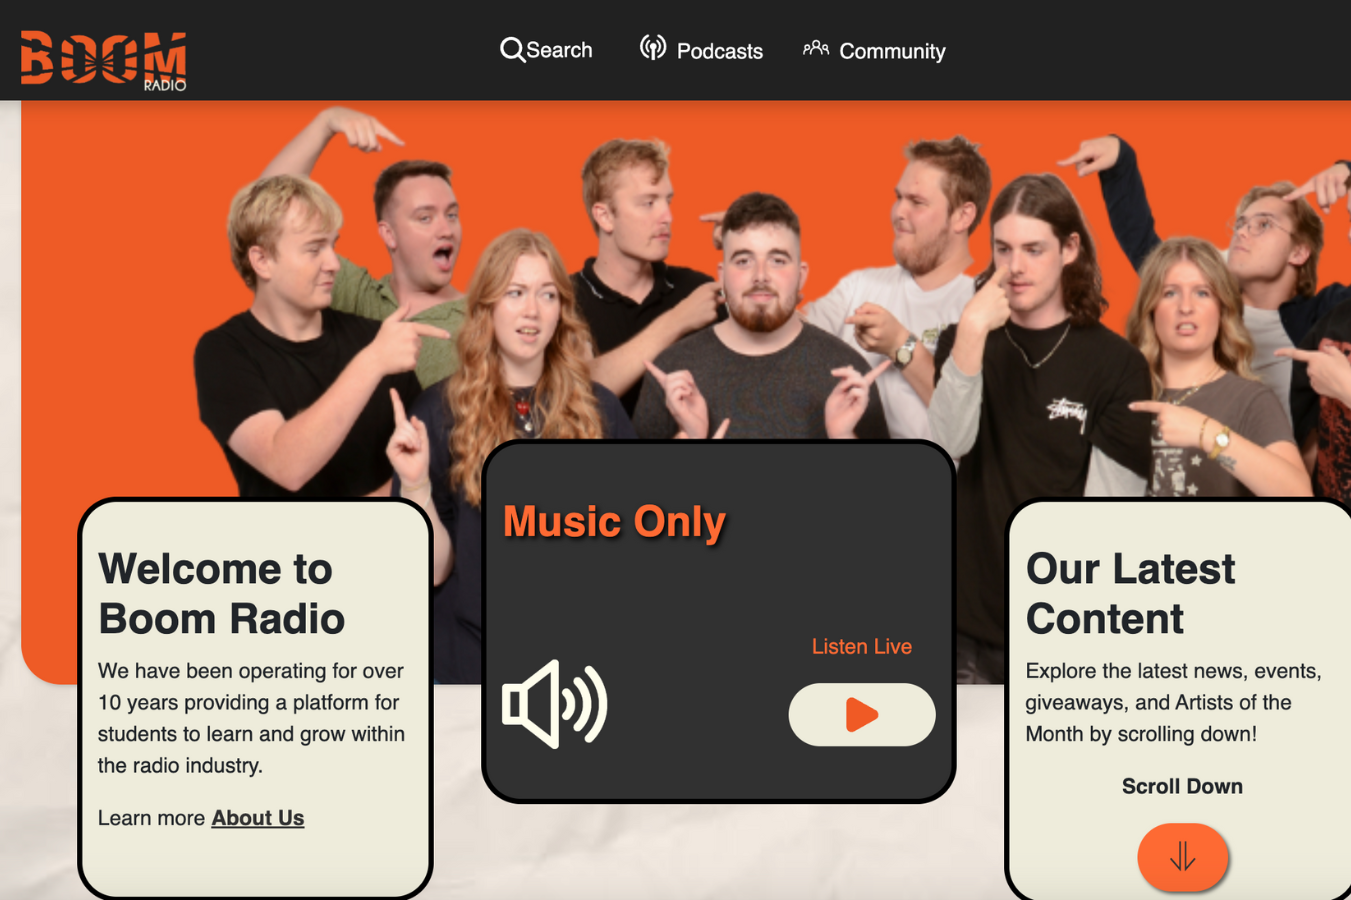 BOOM
RADIO
Search
Podcasts
Community
Stussy
Music Only
Listen Live
Welcome to
Boom Radio
We have been operating for over
10 years providing a platform for
students to learn and grow within
the radio industry.
Learn more About Us
Our Latest
Content
Explore the latest news, events,
giveaways, and Artists of the
Month by scrolling down!
Scroll Down